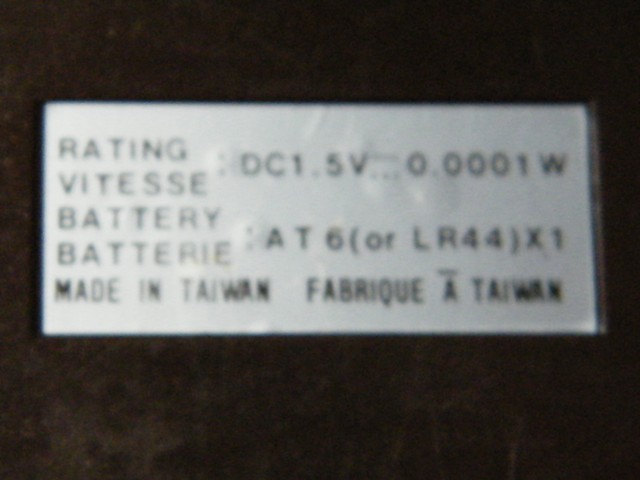 RATING
VITESSE : DC1.5V⎓0.0001W
BATTERY
BATTERIE : AT6(or LR44)X1
MADE IN TAIWAN FABRIQUE Ā TAIWAN